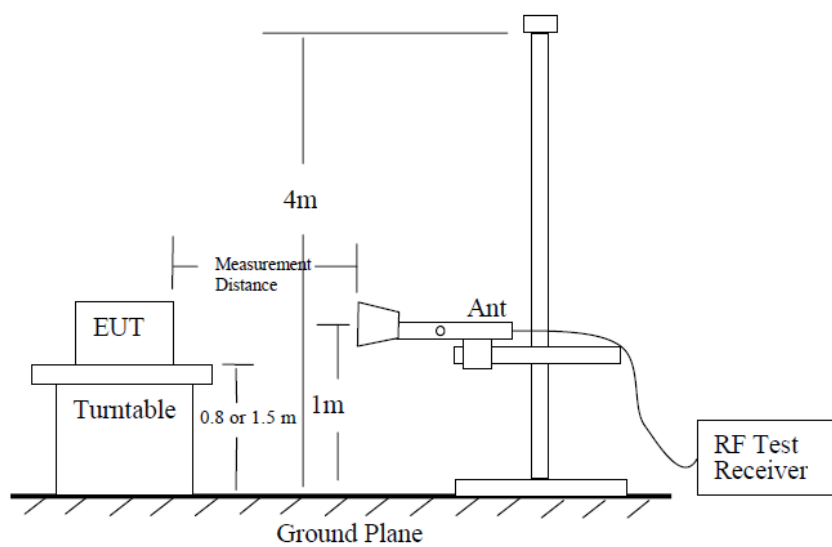 4m
Measurement
Distance
EUT
Ant
Turntable
0.8 or 1.5 m
1m
RF Test
Receiver
Ground Plane